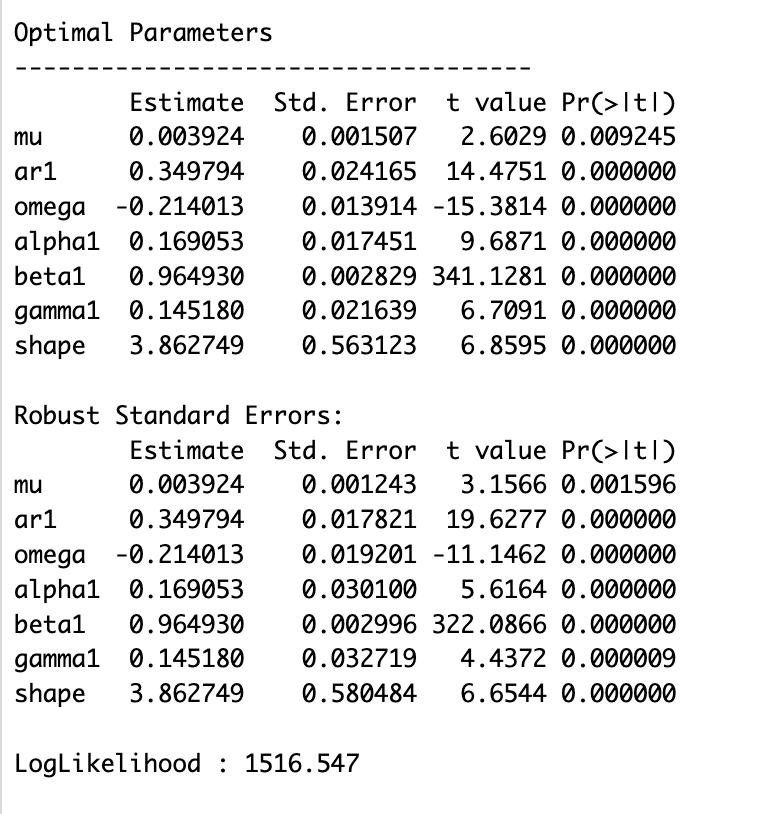 Optimal Parameters
------------------------------------
        Estimate  Std. Error  t value Pr(>|t|)
mu      0.003924    0.001507   2.6029 0.009245
ar1     0.349794    0.024165  14.4751 0.000000
omega  -0.214013    0.013914 -15.3814 0.000000
alpha1  0.169053    0.017451   9.6871 0.000000
beta1   0.964930    0.002829 341.1281 0.000000
gamma1  0.145180    0.021639   6.7091 0.000000
shape   3.862749    0.563123   6.8595 0.000000

Robust Standard Errors:
        Estimate  Std. Error  t value Pr(>|t|)
mu      0.003924    0.001243   3.1566 0.001596
ar1     0.349794    0.017821  19.6277 0.000000
omega  -0.214013    0.019201 -11.1462 0.000000
alpha1  0.169053    0.030100   5.6164 0.000000
beta1   0.964930    0.002996 322.0866 0.000000
gamma1  0.145180    0.032719   4.4372 0.000009
shape   3.862749    0.580484   6.6544 0.000000

LogLikelihood : 1516.547